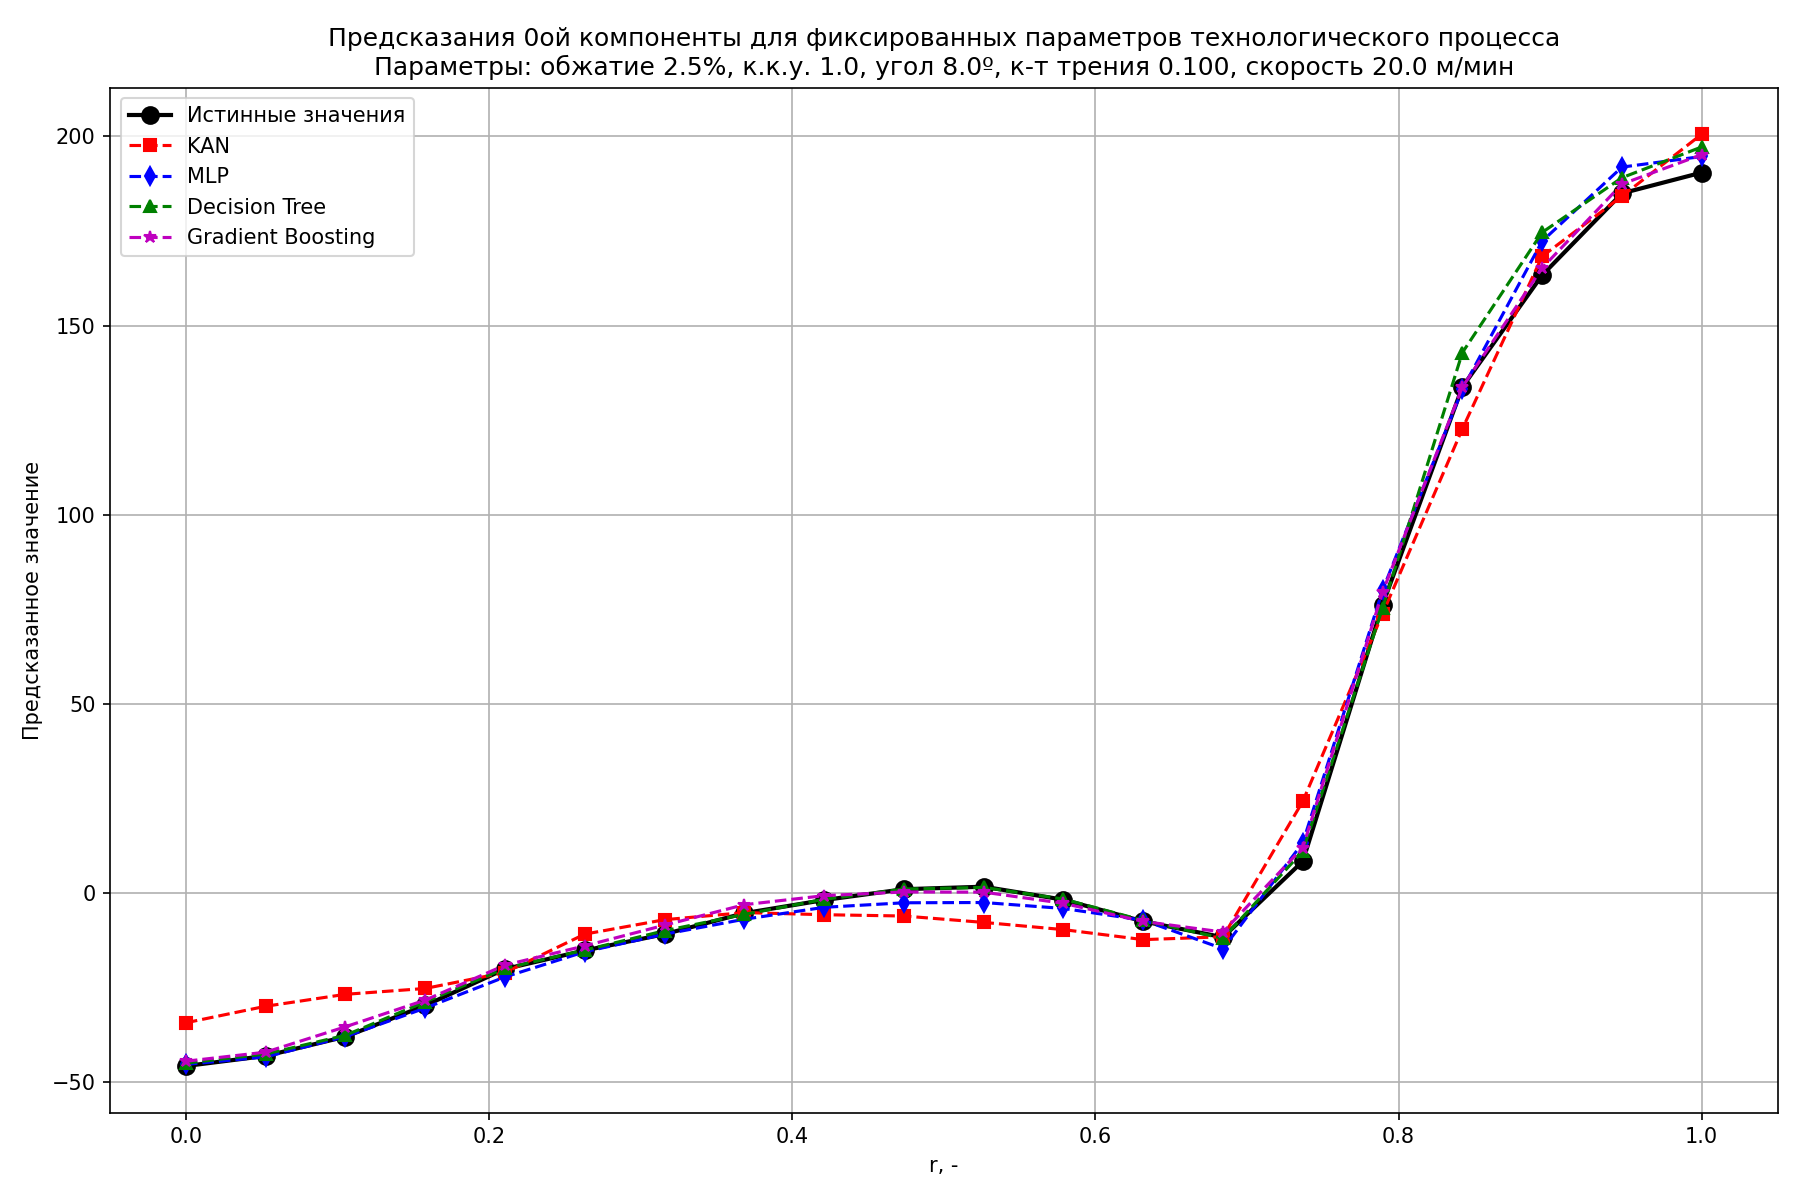 Предсказания 0ой компоненты для фиксированных параметров технологического процесса
Параметры: обжатие 2.5%, к.к.у. 1.0, угол 8.0º, к-т трения 0.100, скорость 20.0 м/мин
Истинные значения
KAN
MLP
Decision Tree
Gradient Boosting
Предсказанное значение
200
150
100
50
0
−50
0.0 0.2 0.4 0.6 0.8 1.0
r, -